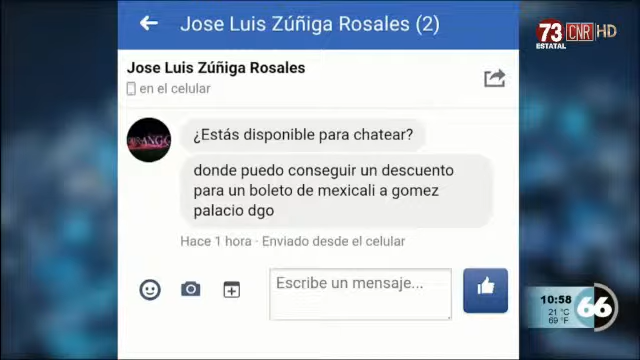 Jose Luis Zúñiga Rosales (2)
73 CNR HD
ESTATAL
Jose Luis Zúñiga Rosales
en el celular
¿Estás disponible para chatear?
donde puedo conseguir un descuento
para un boleto de mexicali a gomez
palacio dgo
Hace 1 hora · Enviado desde el celular
Escribe un mensaje...
10:58
21 °C
69 °F
66